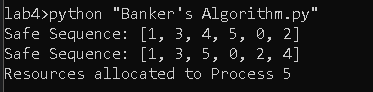 lab4>python "Banker's Algorithm.py"
Safe Sequence: [1, 3, 4, 5, 0, 2]
Safe Sequence: [1, 3, 5, 0, 2, 4]
Resources allocated to Process 5